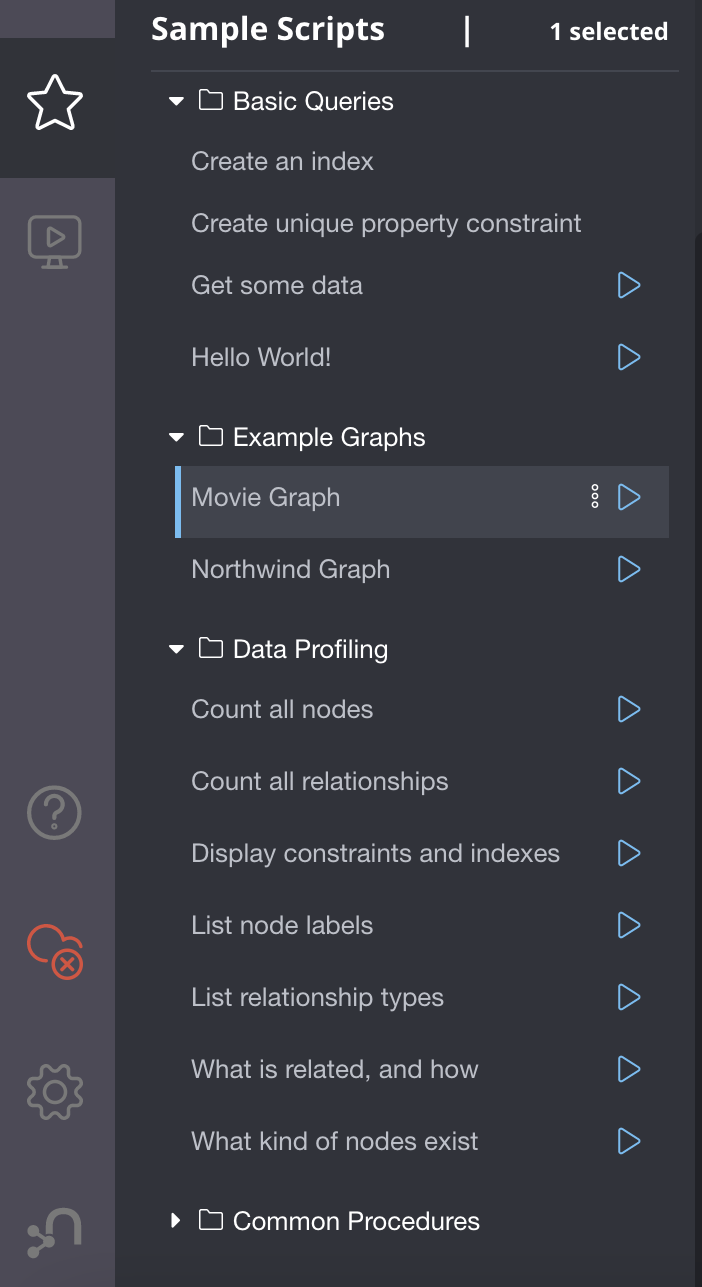 Sample Scripts | 1 selected
Basic Queries
Create an index
Create unique property constraint
Get some data
Hello World!
Example Graphs
Movie Graph
Northwind Graph
Data Profiling
Count all nodes
Count all relationships
Display constraints and indexes
List node labels
List relationship types
What is related, and how
What kind of nodes exist
Common Procedures